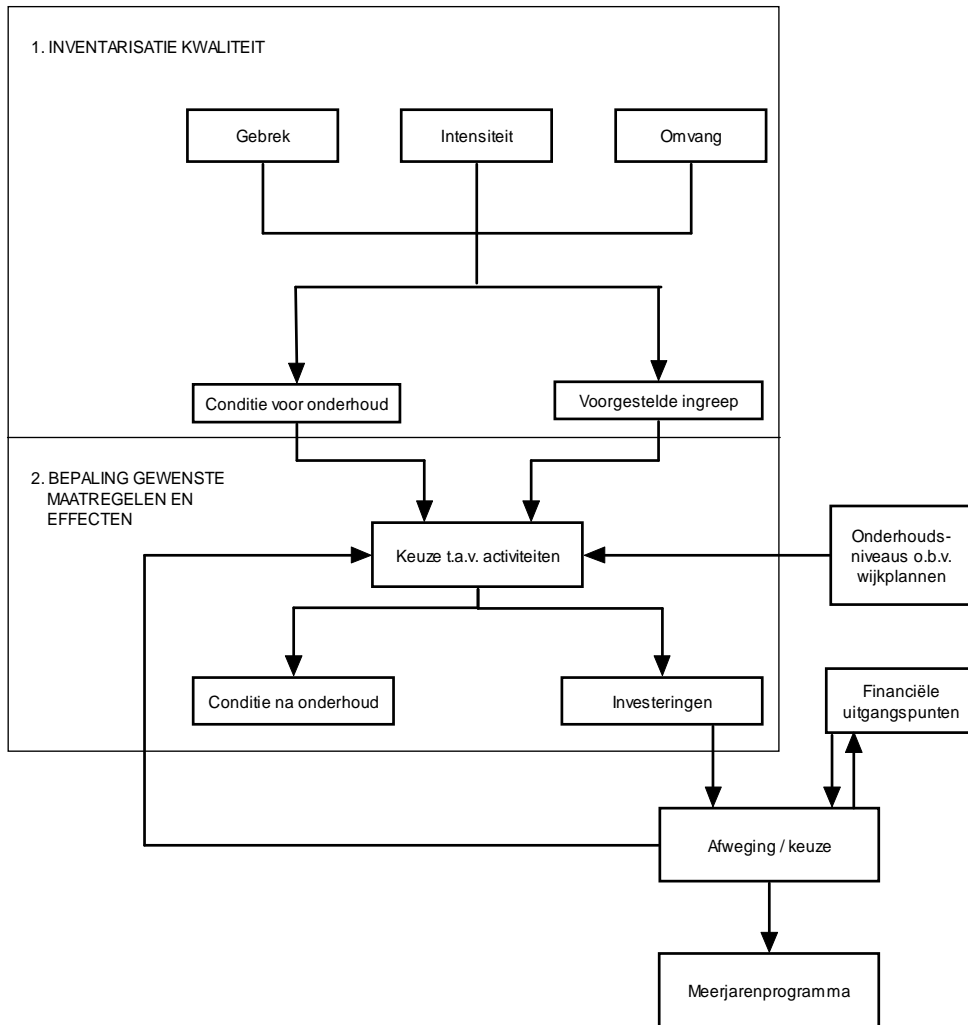 1. INVENTARISATIE KWALITEIT
Gebrek
Intensiteit
Omvang
Conditie voor onderhoud
Voorgestelde ingreep
2. BEPALING GEWENSTE
MAATREGELEN EN
EFFECTEN
Keuze t.a.v. activiteiten
Onderhouds-
niveaus o.b.v.
wijkplannen
Conditie na onderhoud
Investeringen
Financiële
uitgangspunten
Afweging / keuze
Meerjarenprogramma